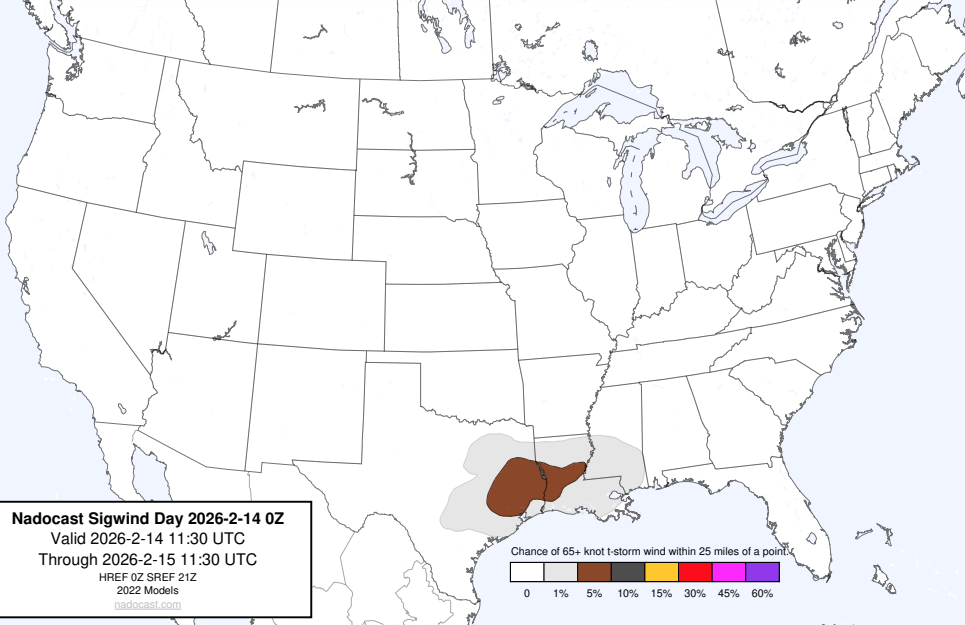 Nadocast Sigwind Day 2026-2-14 0Z
Valid 2026-2-14 11:30 UTC
Through 2026-2-15 11:30 UTC
HREF 0Z SREF 21Z
2022 Models
nadocast.com
Chance of 65+ knot t-storm wind within 25 miles of a point.
0 1% 5% 10% 15% 30% 45% 60%